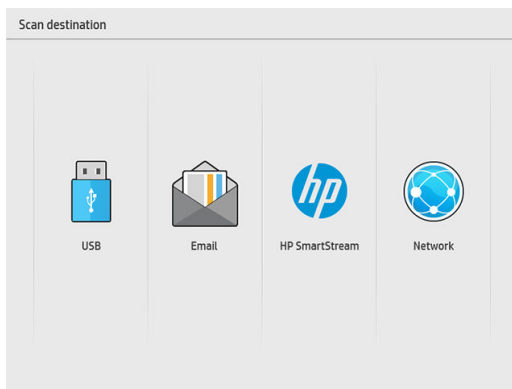 Scan destination
hp
USB
Email
HP SmartStream
Network